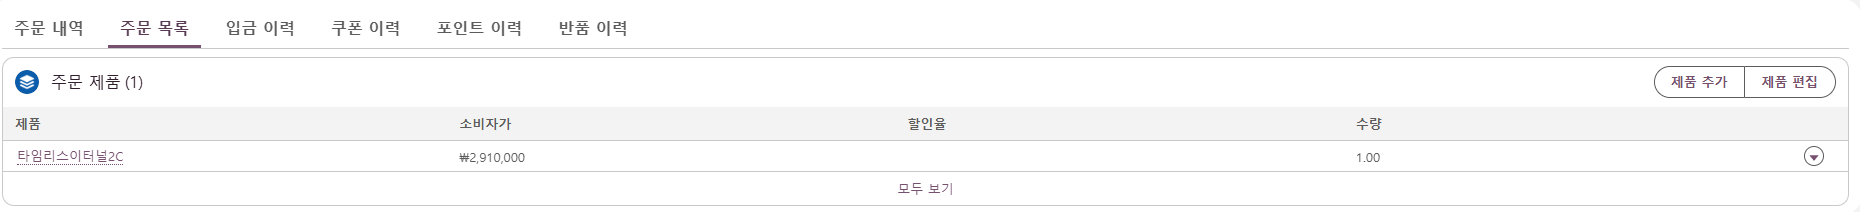 주문 내역 주문 목록 입금 이력 쿠폰 이력 포인트 이력 반품 이력
주문 제품 (1) 제품 추가 제품 편집
제품 소비자가 할인율 수량
타임리스이터널2C ₩2,910,000 1.00
모두 보기